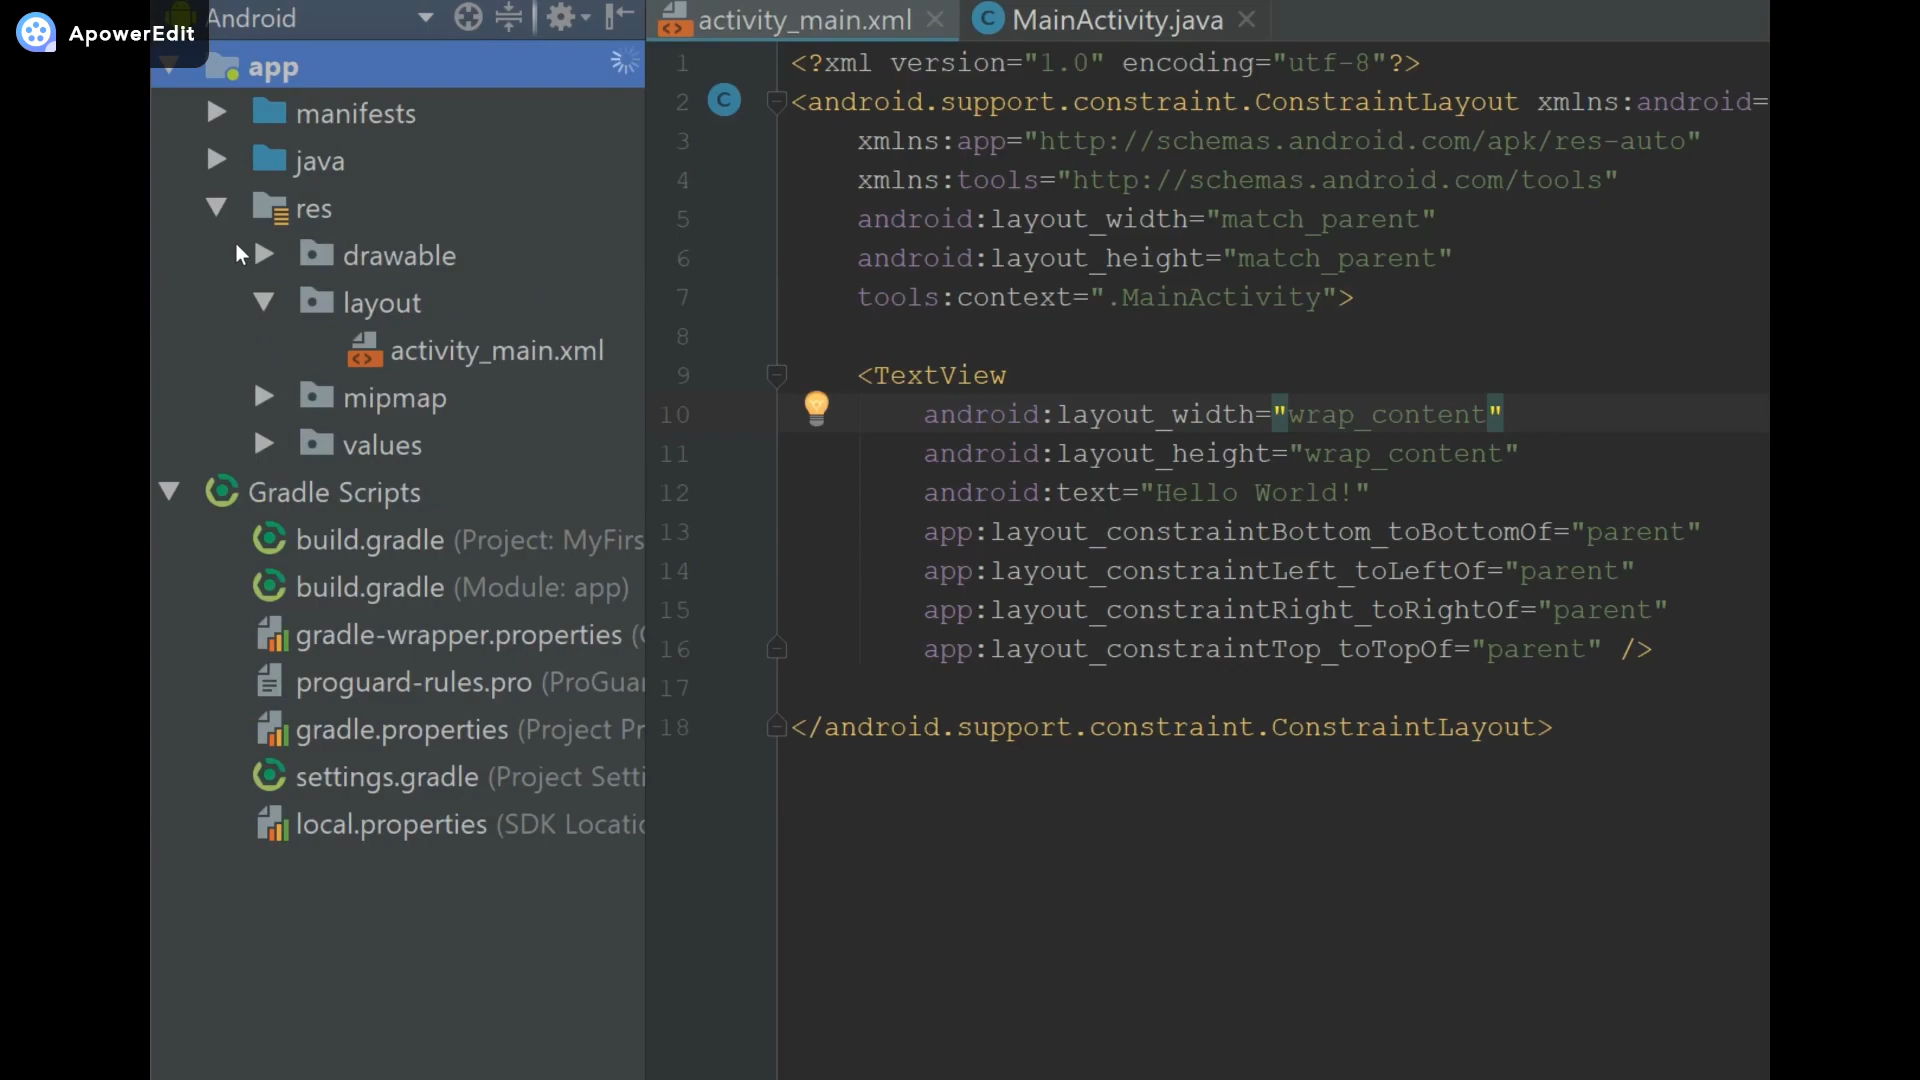 ApowerEdit
Android
app
manifests
java
res
drawable
layout
activity_main.xml
mipmap
values
Gradle Scripts
build.gradle (Project: MyFirs
build.gradle (Module: app)
gradle-wrapper.properties (G
proguard-rules.pro (ProGua
gradle.properties (Project Pr
settings.gradle (Project Setti
local.properties (SDK Locatio
activity_main.xml
MainActivity.java
1 <?xml version="1.0" encoding="utf-8"?>
2 <android.support.constraint.ConstraintLayout xmlns:android=
3 xmlns:app="http://schemas.android.com/apk/res-auto"
4 xmlns:tools="http://schemas.android.com/tools"
5 android:layout_width="match_parent"
6 android:layout_height="match_parent"
7 tools:context=".MainActivity">
8
9 <TextView
10 android:layout_width="wrap_content"
11 android:layout_height="wrap_content"
12 android:text="Hello World!"
13 app:layout_constraintBottom_toBottomOf="parent"
14 app:layout_constraintLeft_toLeftOf="parent"
15 app:layout_constraintRight_toRightOf="parent"
16 app:layout_constraintTop_toTopOf="parent" />
17
18 </android.support.constraint.ConstraintLayout>